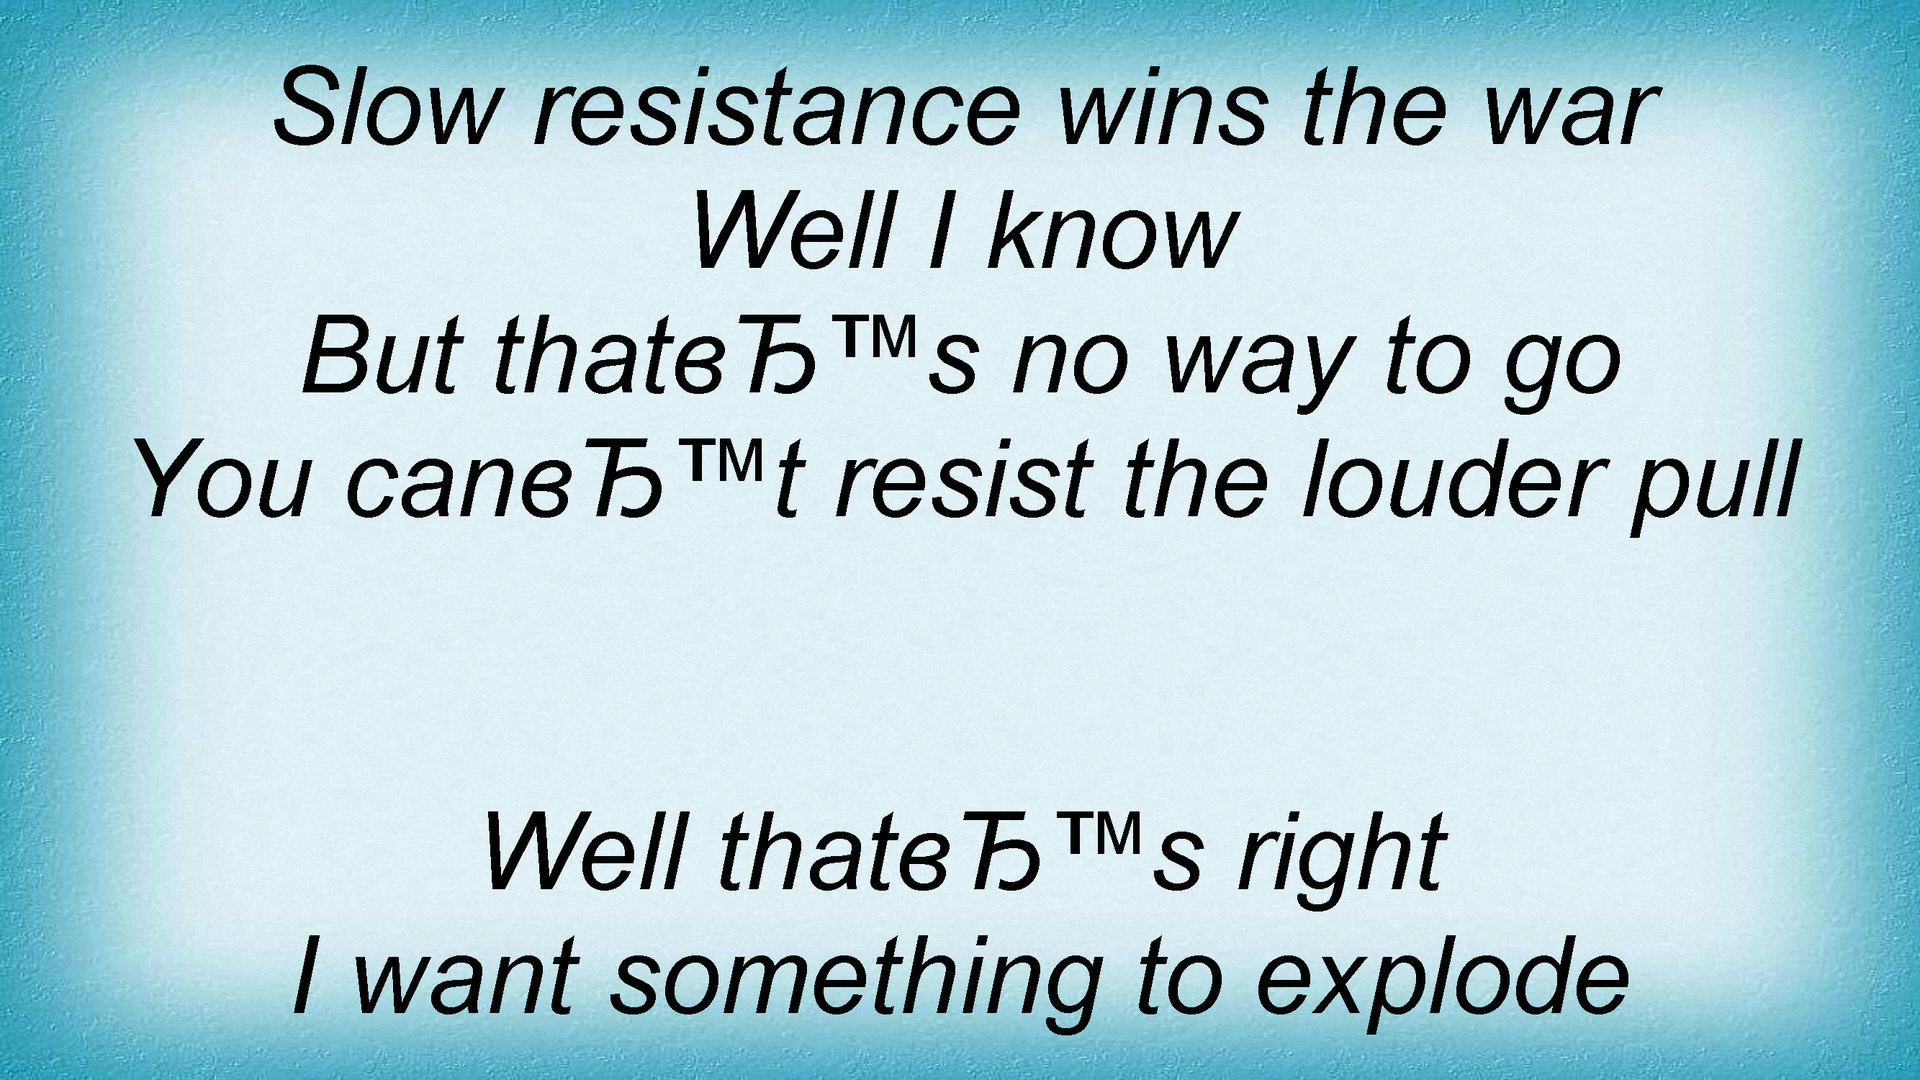 Slow resistance wins the war
Well I know
But thatвЂ™s no way to go
You canвЂ™t resist the louder pull
Well thatвЂ™s right
I want something to explode